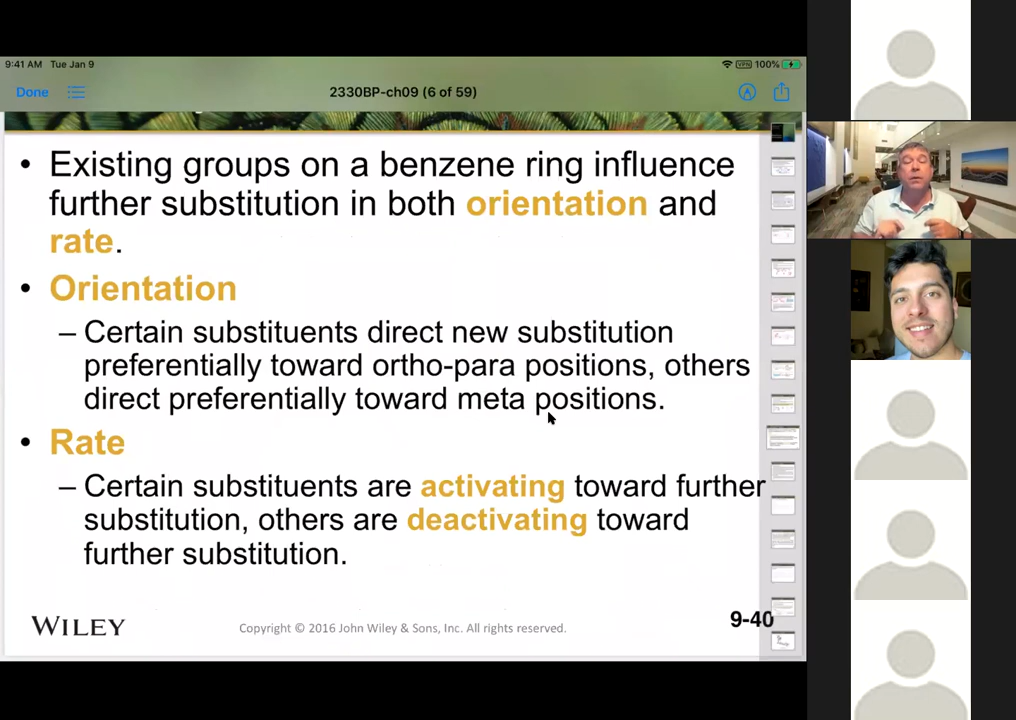 9:41 AM Tue Jan 9
VPN 100%
Done
2330BP-ch09 (6 of 59)
• Existing groups on a benzene ring influence
further substitution in both orientation and
rate.
• Orientation
– Certain substituents direct new substitution
preferentially toward ortho-para positions, others
direct preferentially toward meta positions.
• Rate
– Certain substituents are activating toward further
substitution, others are deactivating toward
further substitution.
WILEY
Copyright © 2016 John Wiley & Sons, Inc. All rights reserved.
9-40